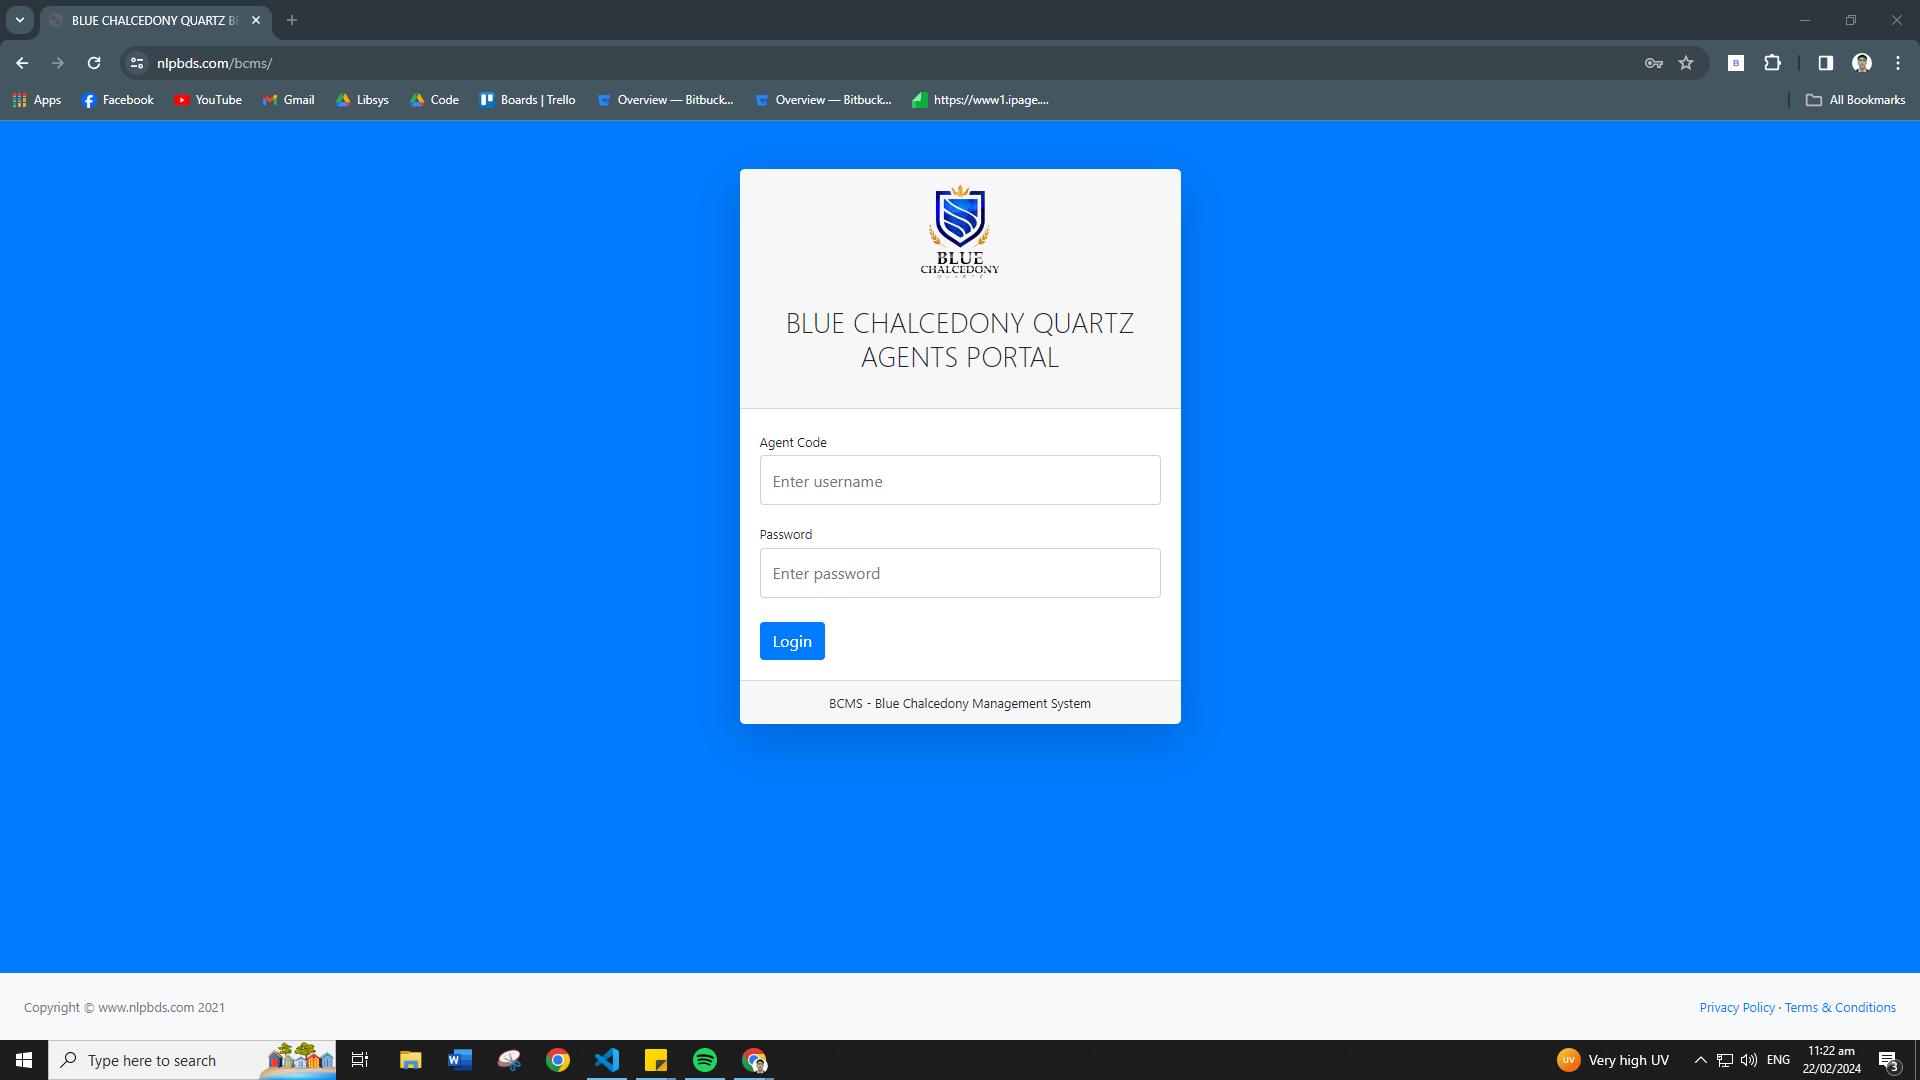 BLUE CHALCEDONY QUARTZ
nlpbds.com/bcms/
B
Apps
Facebook
YouTube
Gmail
Libsys
Code
Boards | Trello
Overview — Bitbuck...
Overview — Bitbuck...
https://www1.ipage....
All Bookmarks
BLUE
CHALCEDONY
QUARTZ
BLUE CHALCEDONY QUARTZ
AGENTS PORTAL
Agent Code
Enter username
Password
Enter password
Login
BCMS - Blue Chalcedony Management System
Copyright © www.nlpbds.com 2021
Privacy Policy · Terms & Conditions
Type here to search
UV
Very high UV
ENG
11:22 am
22/02/2024
3